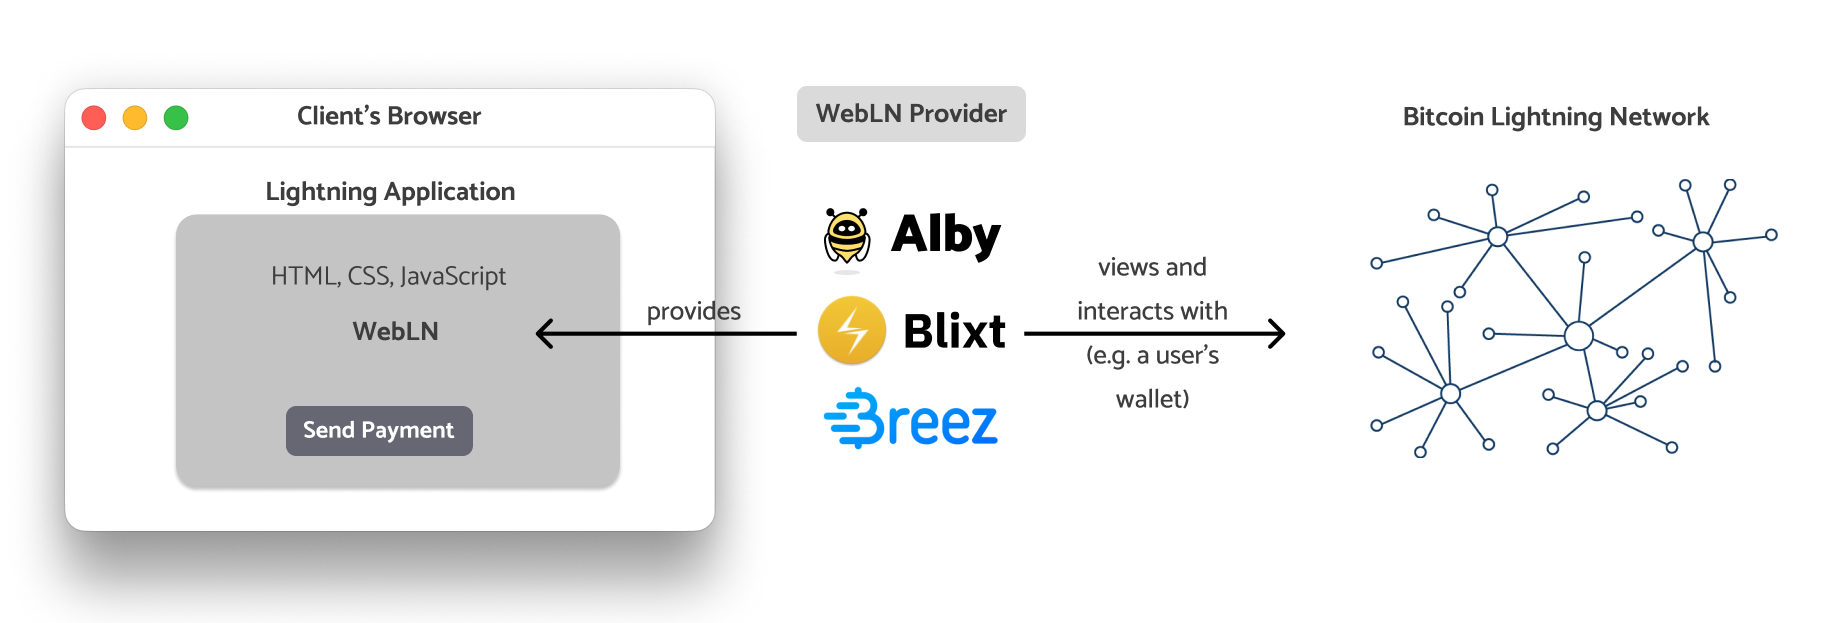 Client's Browser
Lightning Application
HTML, CSS, JavaScript
WebLN
Send Payment
provides
WebLN Provider
Alby
Blixt
Breez
views and
interacts with
(e.g. a user's
wallet)
Bitcoin Lightning Network